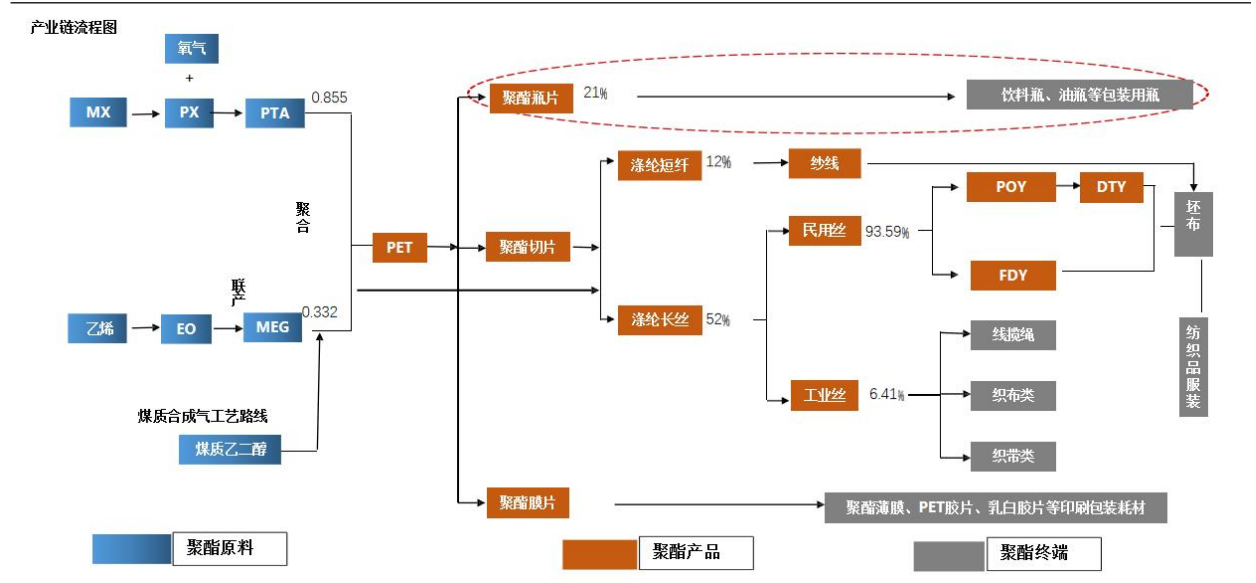 产业链流程图
氧气
+
MX
PX
PTA
0.855
聚酯瓶片
21%
饮料瓶、油瓶等包装用瓶
涤纶短纤
12%
纱线
POY
DTY
坯布
聚合
PET
聚酯切片
民用丝
93.59%
FDY
联产
乙烯
EO
MEG
0.332
涤纶长丝
52%
线揽绳
纺织品服装
工业丝
6.41%
织布类
煤质合成气工艺路线
煤质乙二醇
织带类
聚酯膜片
聚酯薄膜、PET胶片、乳白胶片等印刷包装耗材
聚酯原料
聚酯产品
聚酯终端